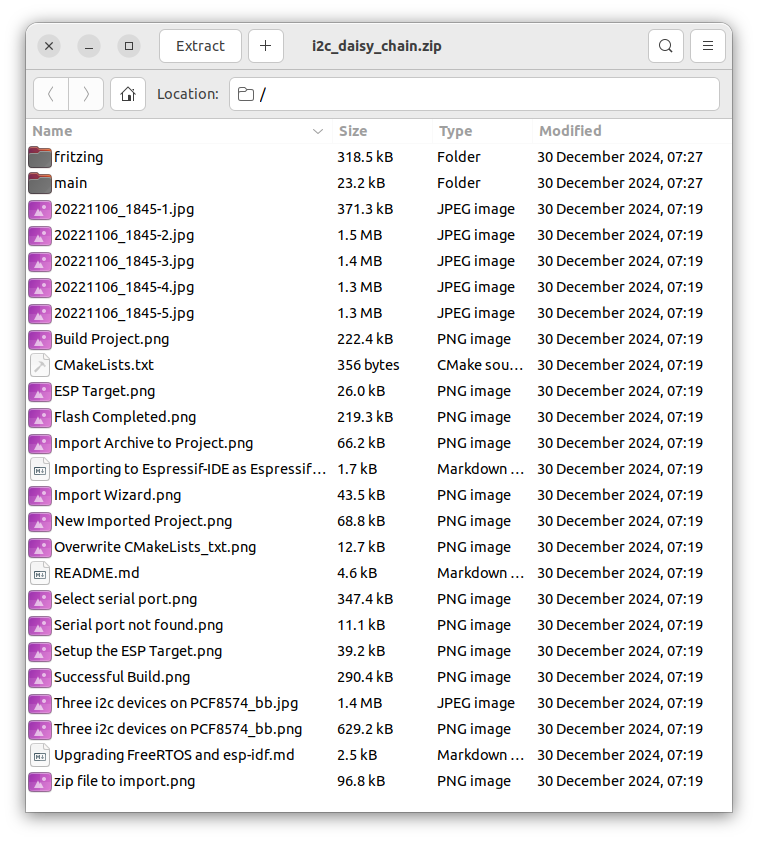 Extract + i2c_daisy_chain.zip
Location: /
Name Size Type Modified
fritzing 318.5 kB Folder 30 December 2024, 07:27
main 23.2 kB Folder 30 December 2024, 07:27
20221106_1845-1.jpg 371.3 kB JPEG image 30 December 2024, 07:19
20221106_1845-2.jpg 1.5 MB JPEG image 30 December 2024, 07:19
20221106_1845-3.jpg 1.4 MB JPEG image 30 December 2024, 07:19
20221106_1845-4.jpg 1.3 MB JPEG image 30 December 2024, 07:19
20221106_1845-5.jpg 1.3 MB JPEG image 30 December 2024, 07:19
Build Project.png 222.4 kB PNG image 30 December 2024, 07:19
CMakeLists.txt 356 bytes CMake sou… 30 December 2024, 07:19
ESP Target.png 26.0 kB PNG image 30 December 2024, 07:19
Flash Completed.png 219.3 kB PNG image 30 December 2024, 07:19
Import Archive to Project.png 66.2 kB PNG image 30 December 2024, 07:19
Importing to Espressif-IDE as Espressif… 1.7 kB Markdown … 30 December 2024, 07:19
Import Wizard.png 43.5 kB PNG image 30 December 2024, 07:19
New Imported Project.png 68.8 kB PNG image 30 December 2024, 07:19
Overwrite CMakeLists_txt.png 12.7 kB PNG image 30 December 2024, 07:19
README.md 4.6 kB Markdown … 30 December 2024, 07:19
Select serial port.png 347.4 kB PNG image 30 December 2024, 07:19
Serial port not found.png 11.1 kB PNG image 30 December 2024, 07:19
Setup the ESP Target.png 39.2 kB PNG image 30 December 2024, 07:19
Successful Build.png 290.4 kB PNG image 30 December 2024, 07:19
Three i2c devices on PCF8574_bb.jpg 1.4 MB JPEG image 30 December 2024, 07:19
Three i2c devices on PCF8574_bb.png 629.2 kB PNG image 30 December 2024, 07:19
Upgrading FreeRTOS and esp-idf.md 2.5 kB Markdown … 30 December 2024, 07:19
zip file to import.png 96.8 kB PNG image 30 December 2024, 07:19